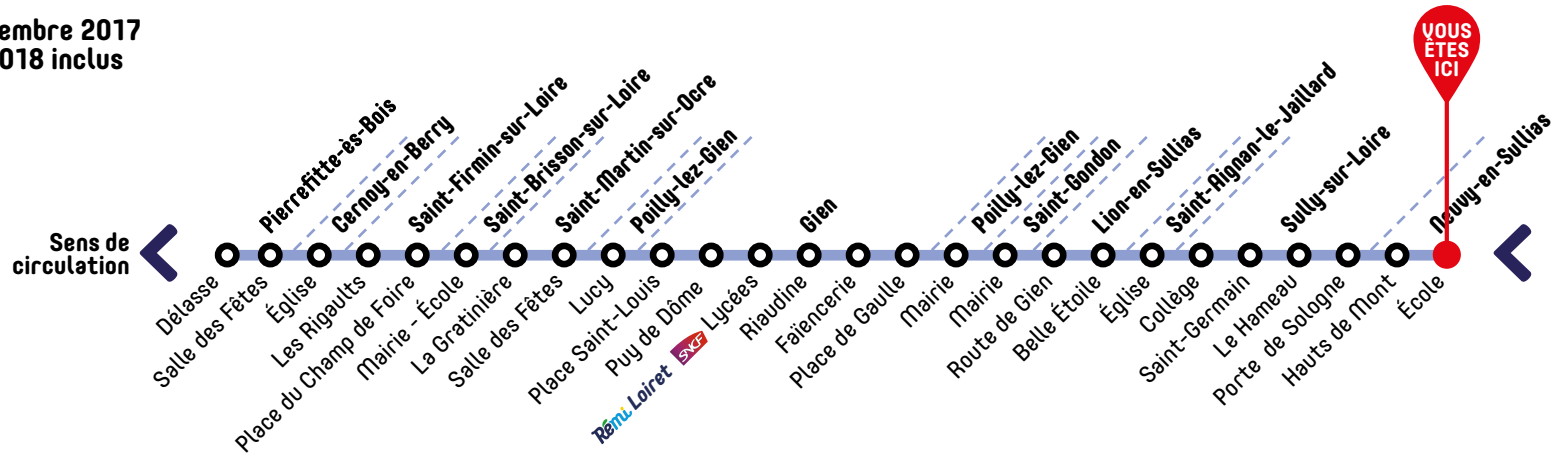 embre 2017
018 inclus
VOUS
ÊTES
ICI
Pierrefitte-ès-Bois
Cernoy-en-Berry
Saint-Firmin-sur-Loire
Saint-Brisson-sur-Loire
Saint-Martin-sur-Ocre
Poilly-lez-Gien
Gien
Poilly-lez-Gien
Saint-Gondon
Lion-en-Sullias
Saint-Aignan-le-Jaillard
Sully-sur-Loire
Neuvy-en-Sullias
Sens de
circulation
Délasse
Salle des Fêtes
Église
Les Rigaults
Place du Champ de Foire
Mairie - École
La Gratinière
Salle des Fêtes
Lucy
Place Saint-Louis
Puy de Dôme
Rémi Loiret SNCF Lycées
Riaudine
Faïencerie
Place de Gaulle
Mairie
Mairie
Route de Gien
Belle Étoile
Église
Collège
Saint-Germain
Le Hameau
Porte de Sologne
Hauts de Mont
École